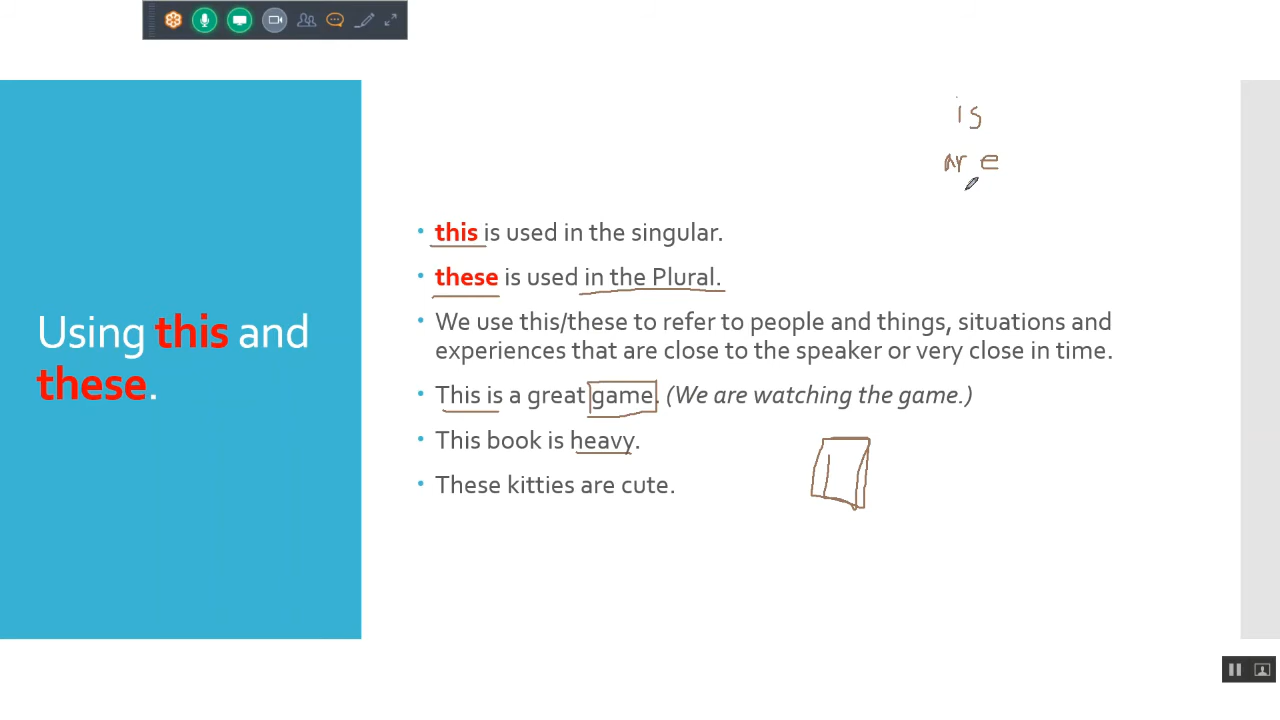 is
are
this is used in the singular.
these is used in the Plural.
We use this/these to refer to people and things, situations and
experiences that are close to the speaker or very close in time.
This is a great game. (We are watching the game.)
This book is heavy.
These kitties are cute.
Using this and
these.